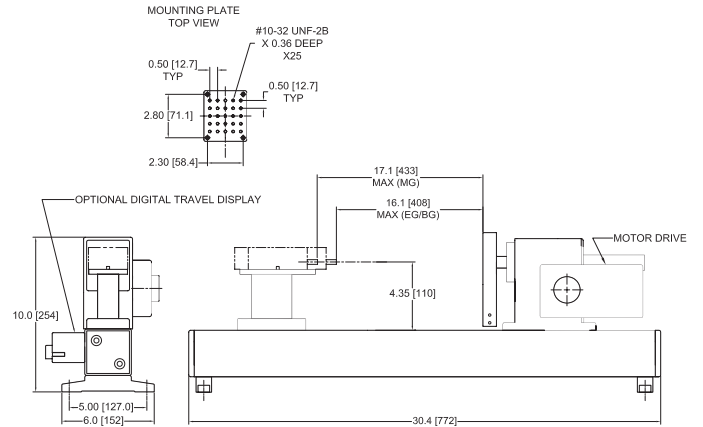 MOUNTING PLATE
TOP VIEW
#10-32 UNF-2B
X 0.36 DEEP
X25
0.50 [12.7]
TYP
0.50 [12.7]
TYP
2.80 [71.1]
2.30 [58.4]
17.1 [433]
MAX (MG)
16.1 [408]
MAX (EG/BG)
OPTIONAL DIGITAL TRAVEL DISPLAY
MOTOR DRIVE
4.35 [110]
10.0 [254]
5.00 [127.0]
6.0 [152]
30.4 [772]